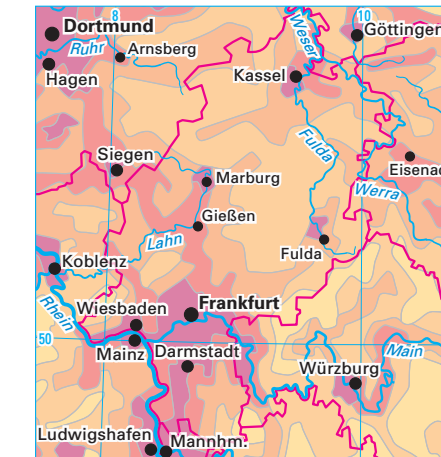 8
10
Dortmund
Göttingen
Ruhr
Weser
Arnsberg
Hagen
Kassel
Fulda
Siegen
Eisenac
Marburg
Werra
Gießen
Lahn
Fulda
Koblenz
Rhein
Wiesbaden
Frankfurt
50
Mainz
Darmstadt
Main
Würzburg
Ludwigshafen
Mannhm.